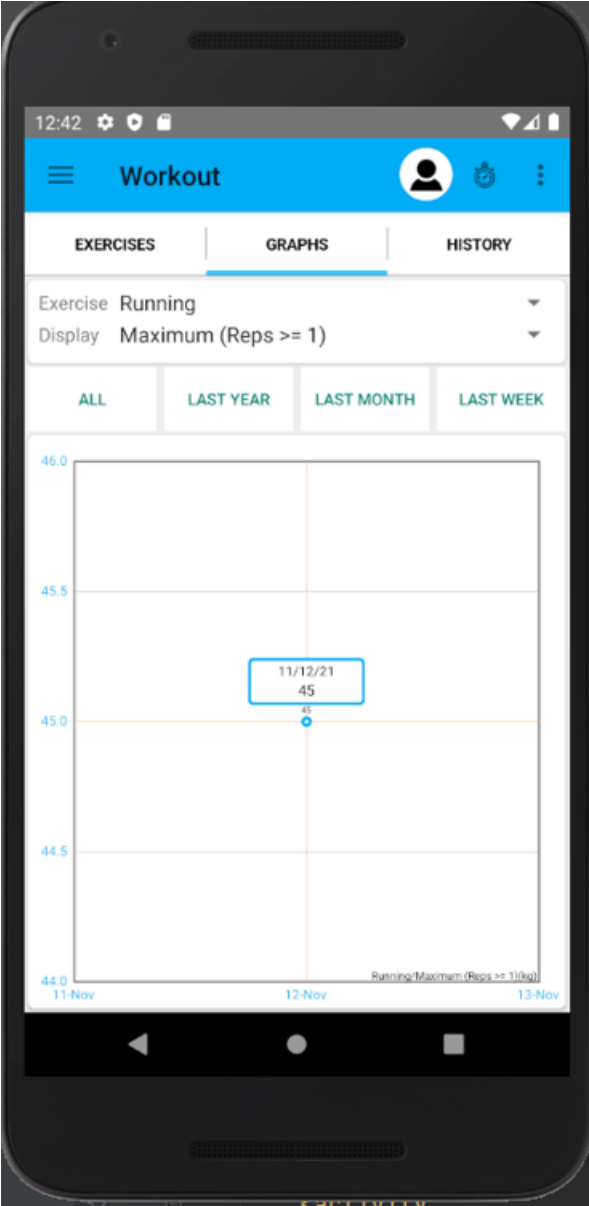 12:42
Workout
EXERCISES GRAPHS HISTORY
Exercise Running
Display Maximum (Reps >= 1)
ALL LAST YEAR LAST MONTH LAST WEEK
46.0
45.5
11/12/21
45
45
45.0
44.5
Running/Maximum (Reps >= 1)(kg)
44.0
11-Nov 12-Nov 13-Nov